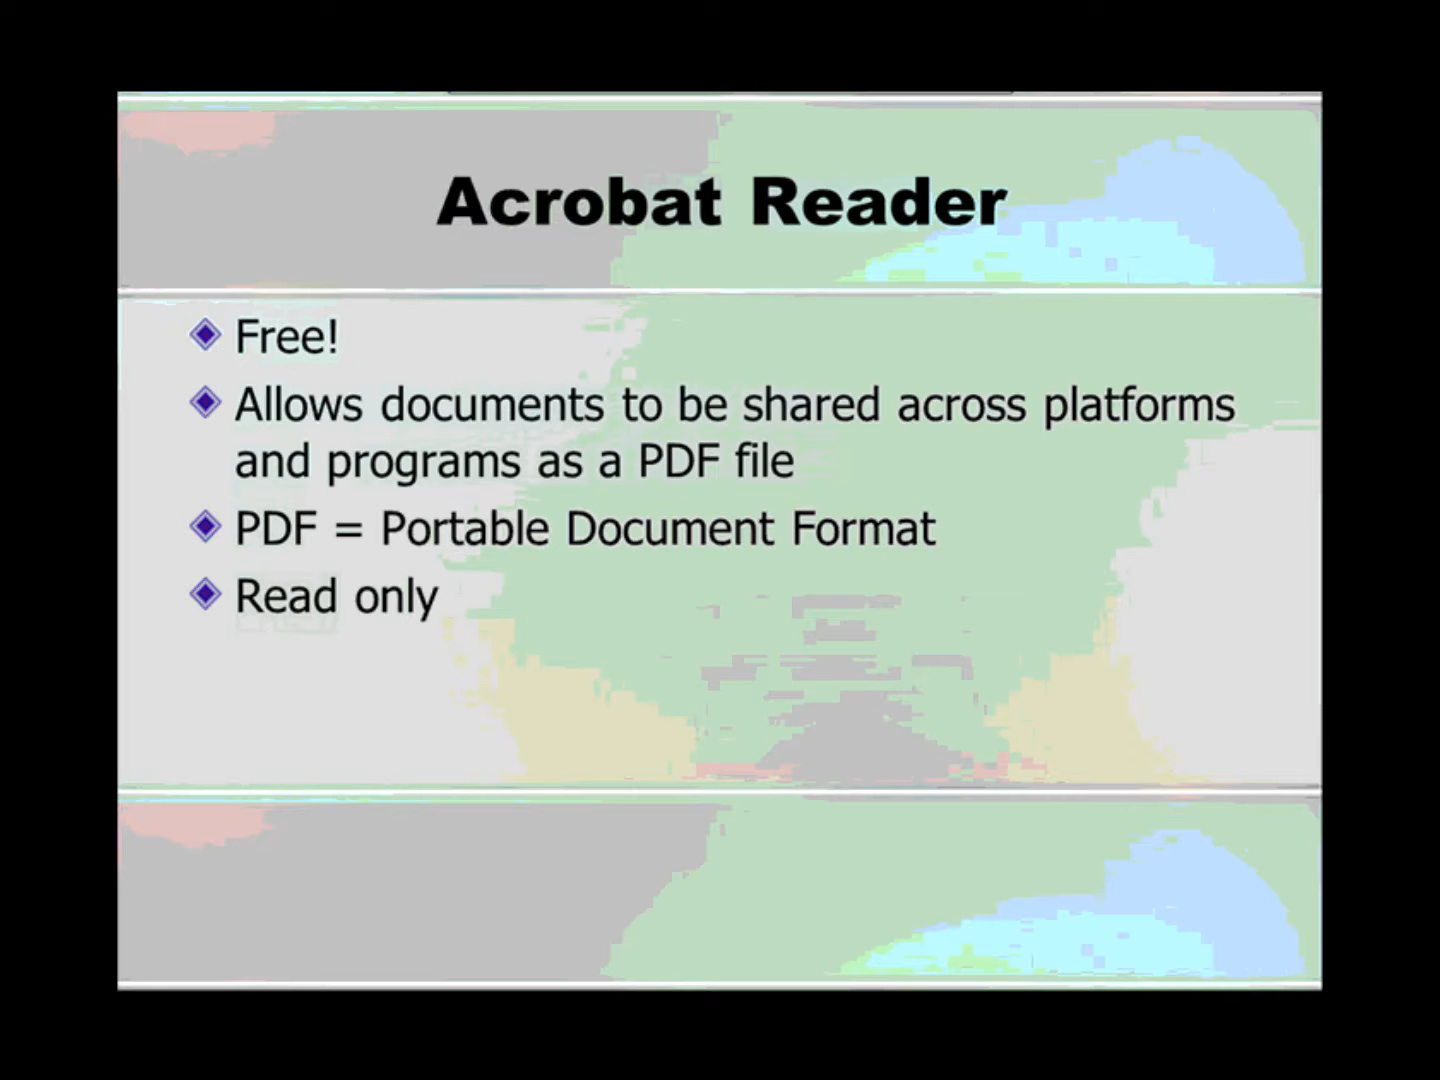 Acrobat Reader
Free!
Allows documents to be shared across platforms
and programs as a PDF file
PDF = Portable Document Format
Read only